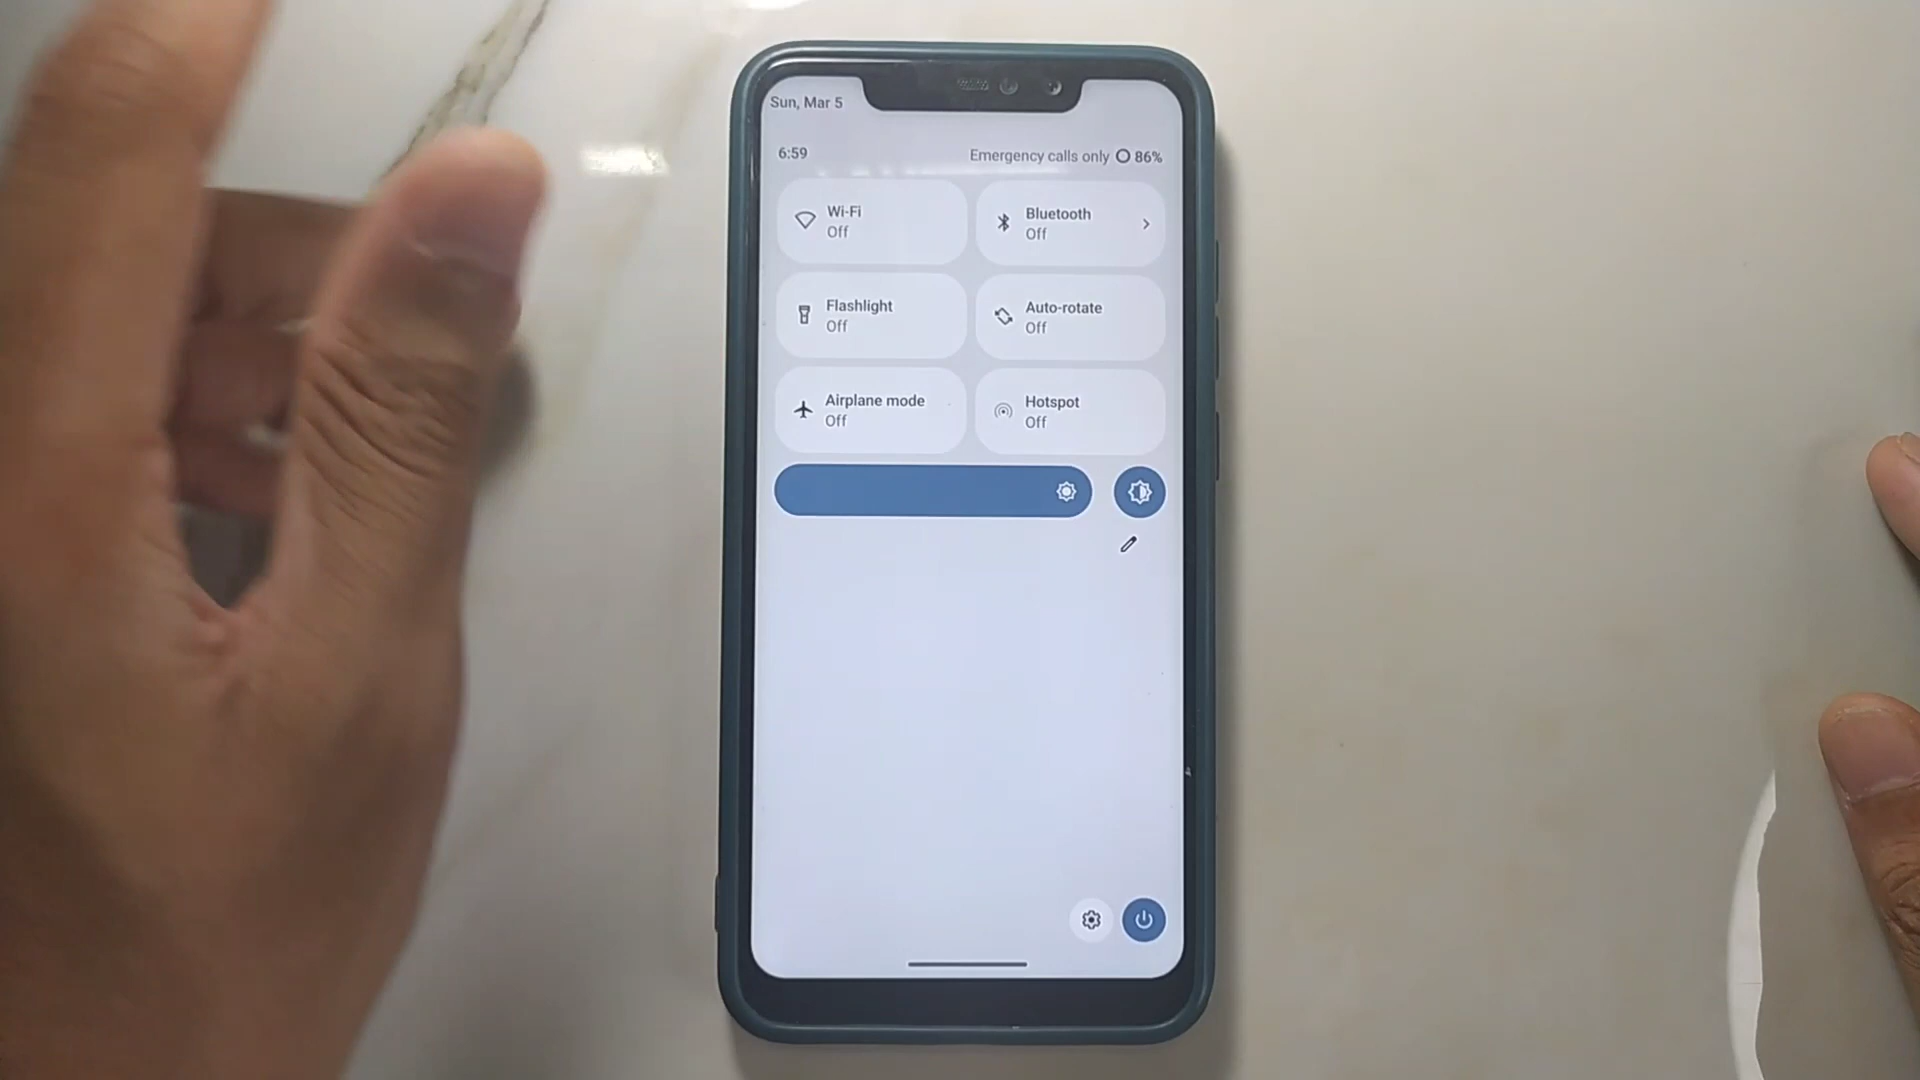 Sun, Mar 5
6:59
Emergency calls only 86%
Wi-Fi
Off
Bluetooth
Off
Flashlight
Off
Auto-rotate
Off
Airplane mode
Off
Hotspot
Off